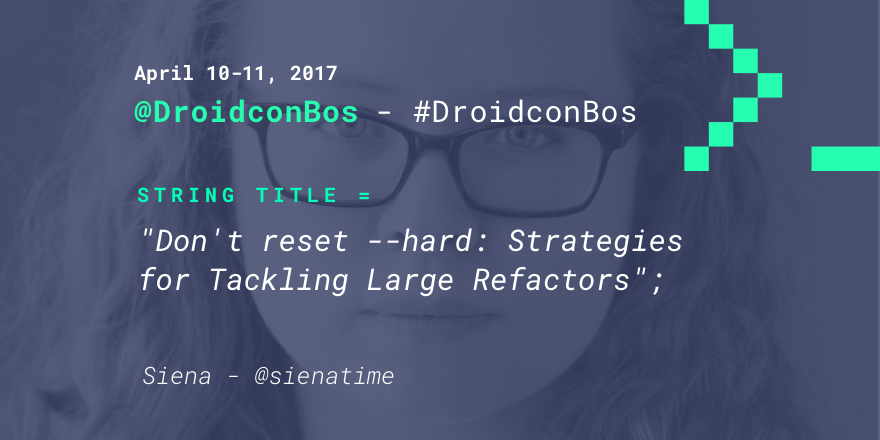 April 10-11, 2017
@DroidconBos - #DroidconBos
STRING TITLE =
"Don't reset --hard: Strategies
for Tackling Large Refactors";
Siena - @sienatime